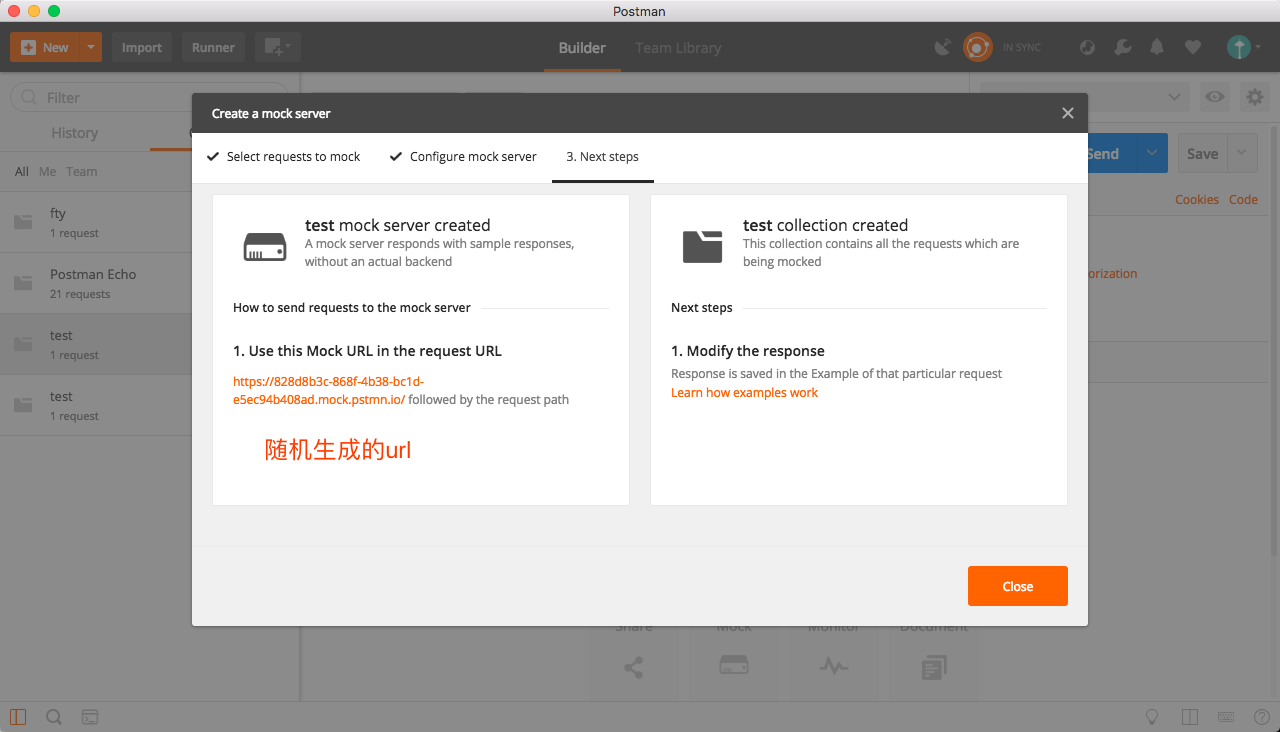 Postman
New
Import
Runner
Builder
Team Library
IN SYNC
Filter
History
All Me Team
fty
1 request
Postman Echo
21 requests
test
1 request
test
1 request
Create a mock server
Select requests to mock
Configure mock server
3. Next steps
test mock server created
A mock server responds with sample responses,
without an actual backend
How to send requests to the mock server
1. Use this Mock URL in the request URL
https://828d8b3c-868f-4b38-bc1d-
e5ec94b408ad.mock.pstmn.io/ followed by the request path
随机生成的url
test collection created
This collection contains all the requests which are
being mocked
Next steps
1. Modify the response
Response is saved in the Example of that particular request
Learn how examples work
Close
Send
Save
Cookies Code
orization
Share
Mock
Monitor
Document